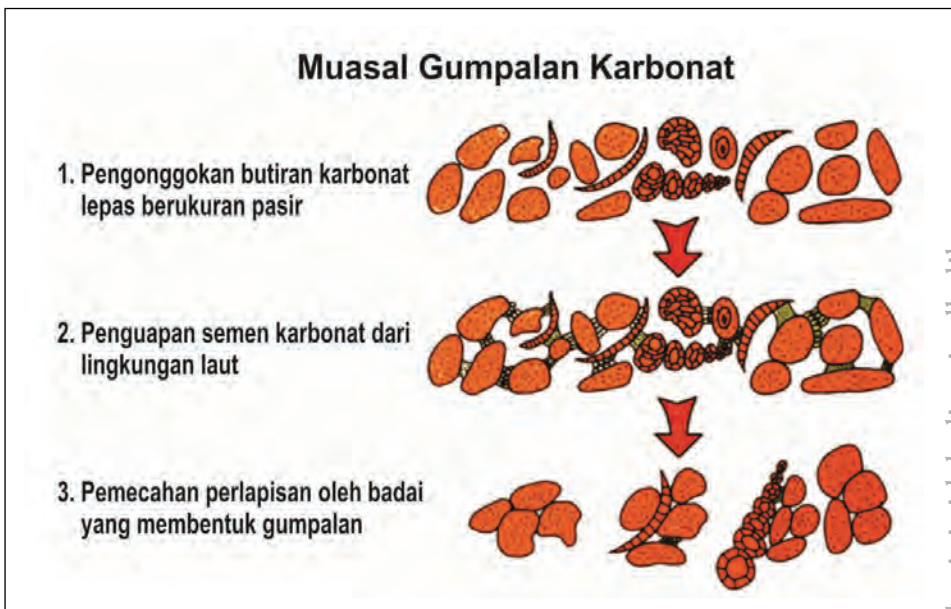 Muasal Gumpalan Karbonat
1. Pengonggokan butiran karbonat
lepas berukuran pasir
2. Penguapan semen karbonat dari
lingkungan laut
3. Pemecahan perlapisan oleh badai
yang membentuk gumpalan